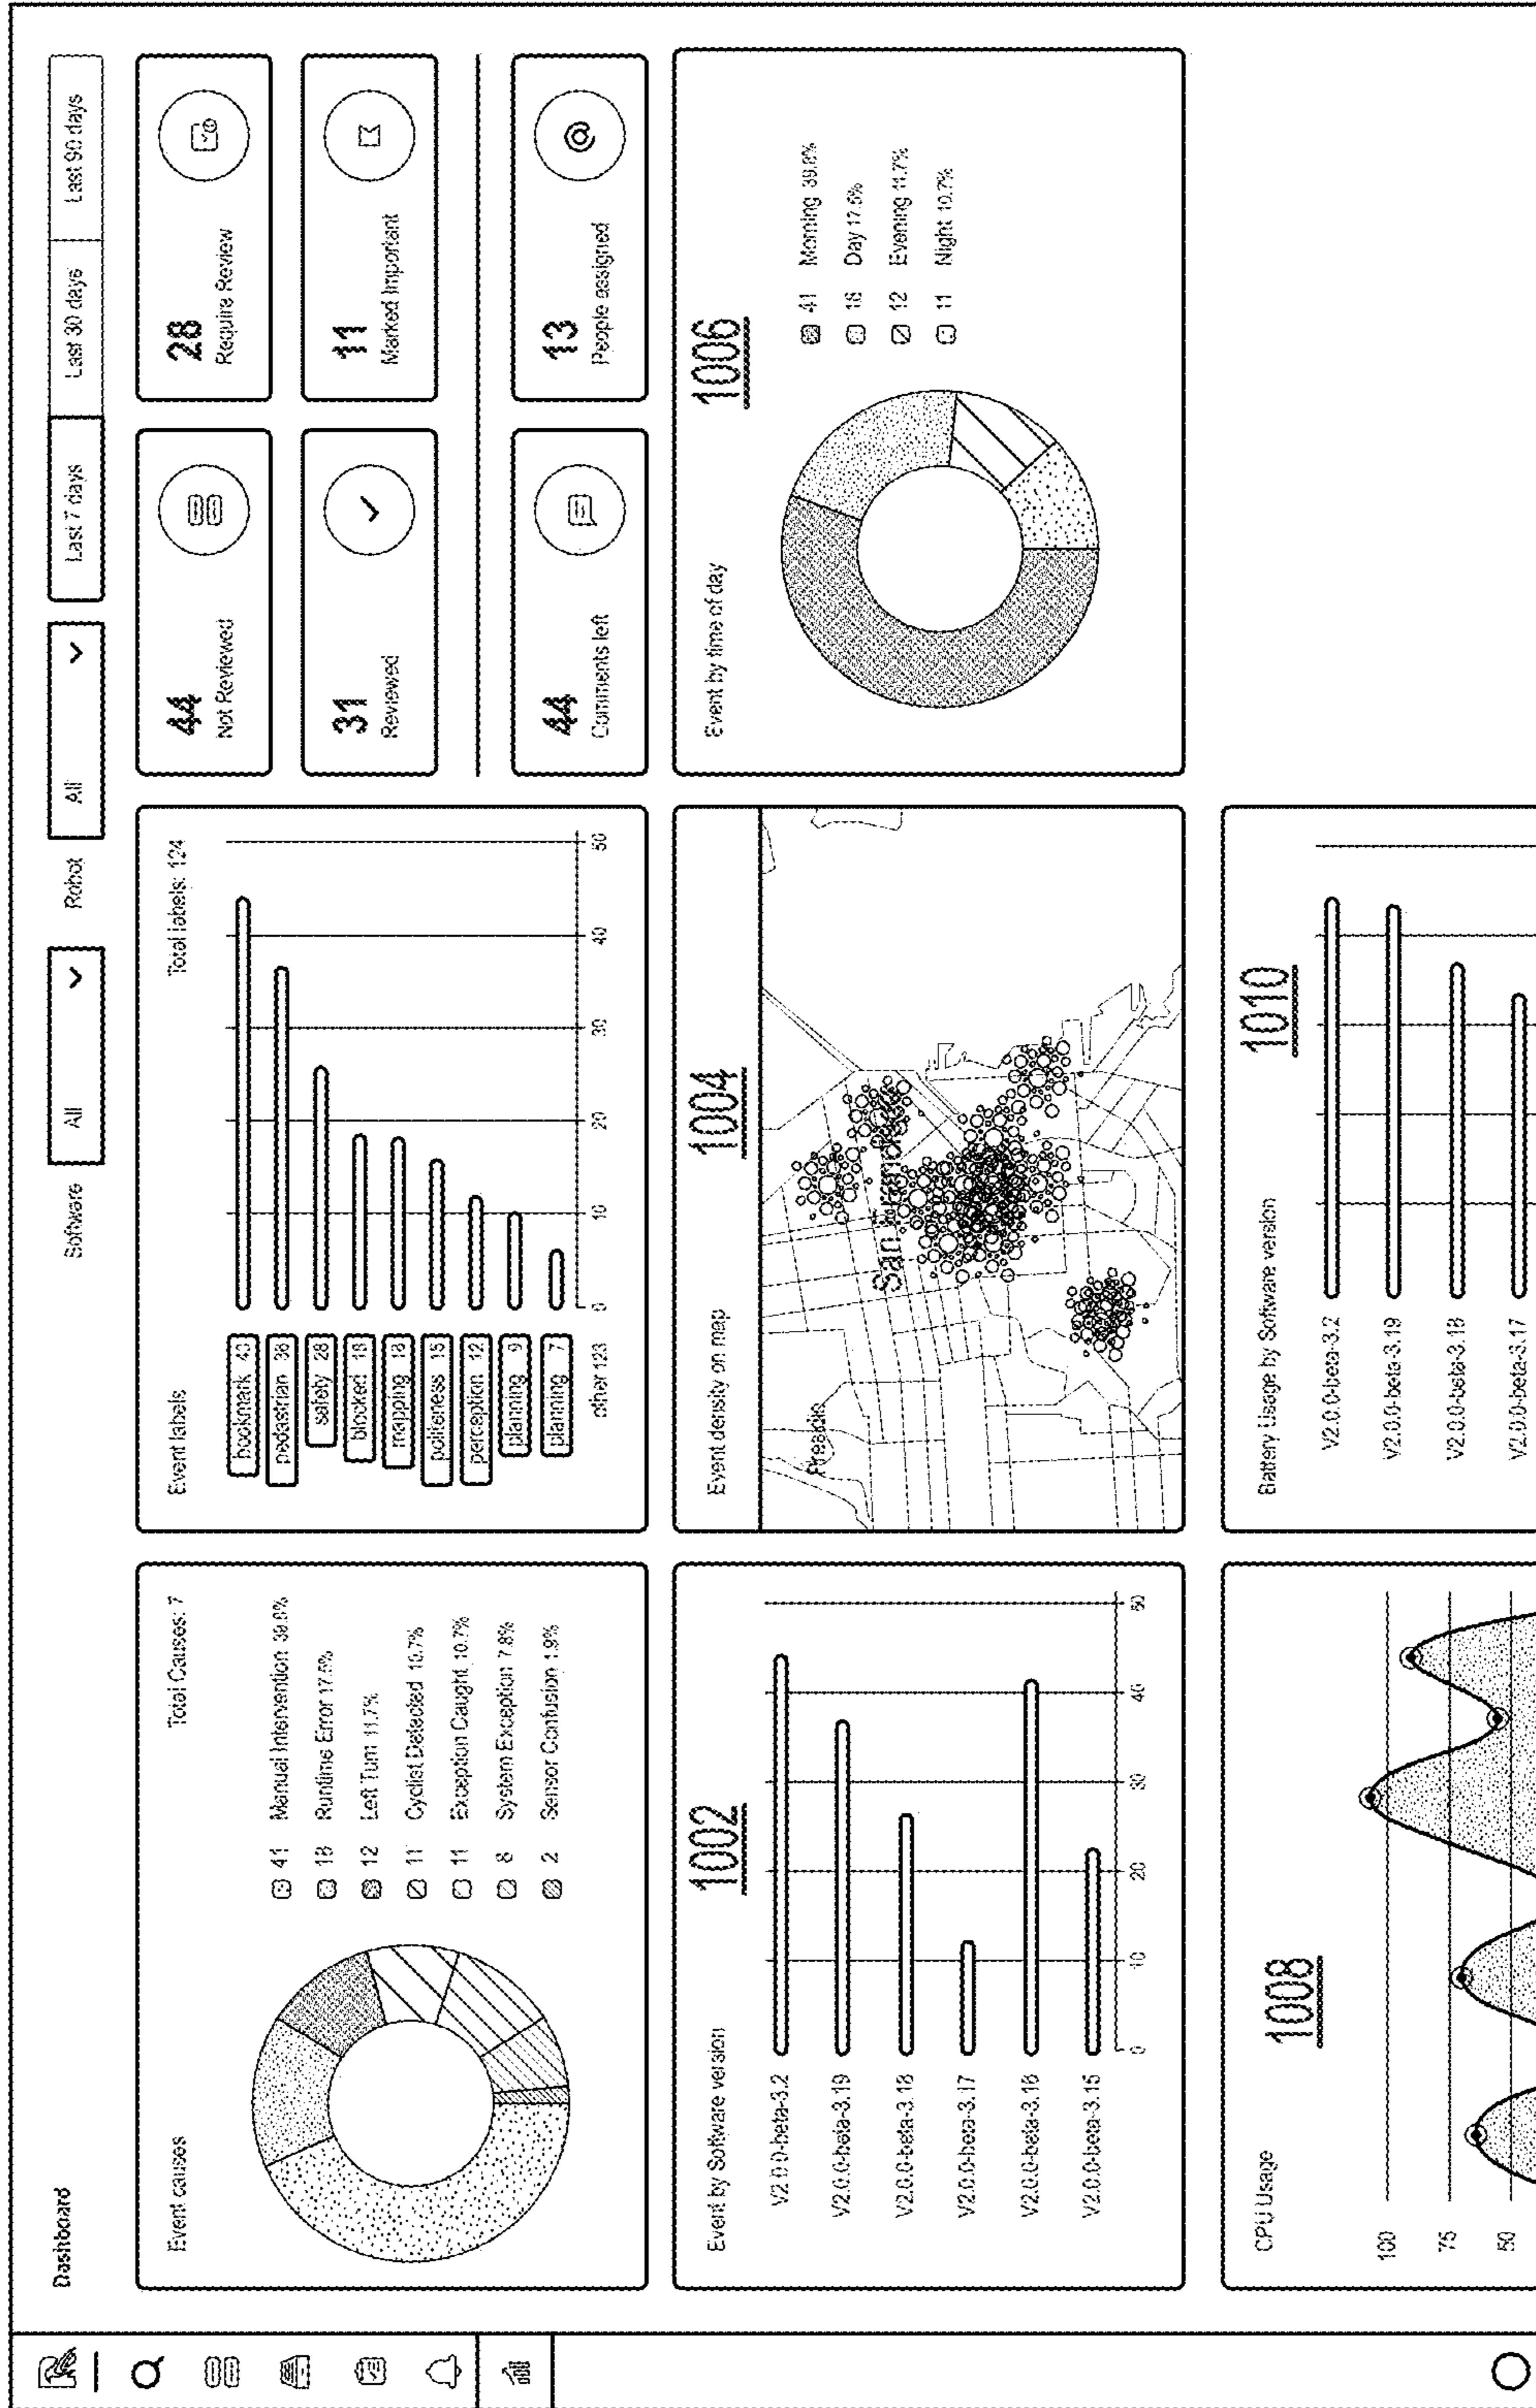 Dashboard
Software
All
Robot
All
Last 7 days
Last 30 days
Last 90 days
Event causes
Total Causes: 7
41 Manual Intervention 39.8%
18 Runtime Error 17.5%
12 Left Turn 11.7%
11 Cyclist Detected 10.7%
11 Exception Caught 10.7%
8 System Exception 7.8%
2 Sensor Confusion 1.9%
Event labels
Total labels: 124
bookmark 43
pedastrian 36
safety 28
blocked 18
mapping 18
politeness 15
perception 12
planning 9
planning 7
other 123
0
10
20
30
40
50
44
Not Reviewed
28
Require Review
31
Reviewed
11
Marked Important
44
Comments left
13
People assigned
Event by Software version
1002
V2.0.0-beta-3.2
V2.0.0-beta-3.19
V2.0.0-beta-3.18
V2.0.0-beta-3.17
V2.0.0-beta-3.16
V2.0.0-beta-3.15
0
10
20
30
40
50
Event density on map
1004
Presidio
San
Event by time of day
1006
41 Morning 39.8%
18 Day 17.5%
12 Evening 11.7%
11 Night 10.7%
CPU Usage
1008
100
75
50
Battery Usage by Software version
1010
V2.0.0-beta-3.2
V2.0.0-beta-3.19
V2.0.0-beta-3.18
V2.0.0-beta-3.17